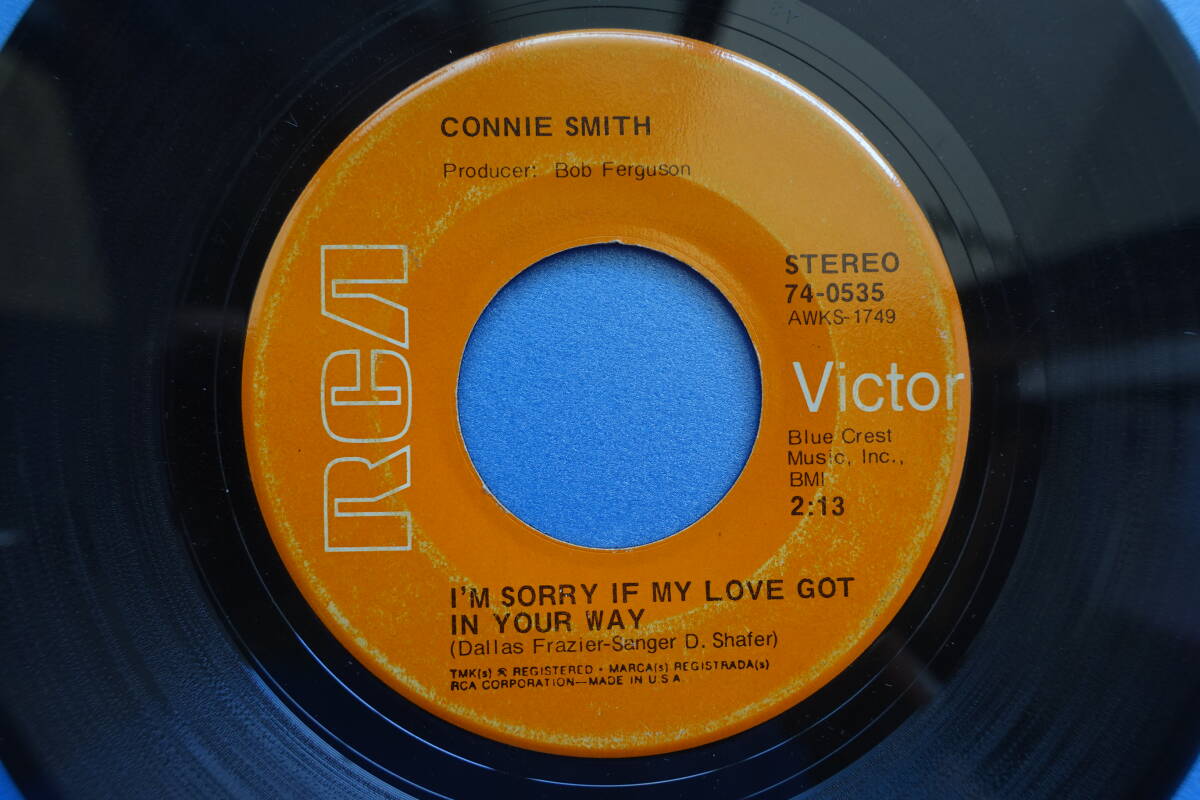 CONNIE SMITH
Producer: Bob Ferguson
RCA
STEREO
74-0535
AWKS-1749
Victor
Blue Crest
Music, Inc.,
BMI
2:13
I'M SORRY IF MY LOVE GOT
IN YOUR WAY
(Dallas Frazier-Sanger D. Shafer)
TMK(s) ® REGISTERED • MARCA(s) REGISTRADA(s)
RCA CORPORATION—MADE IN U.S.A.